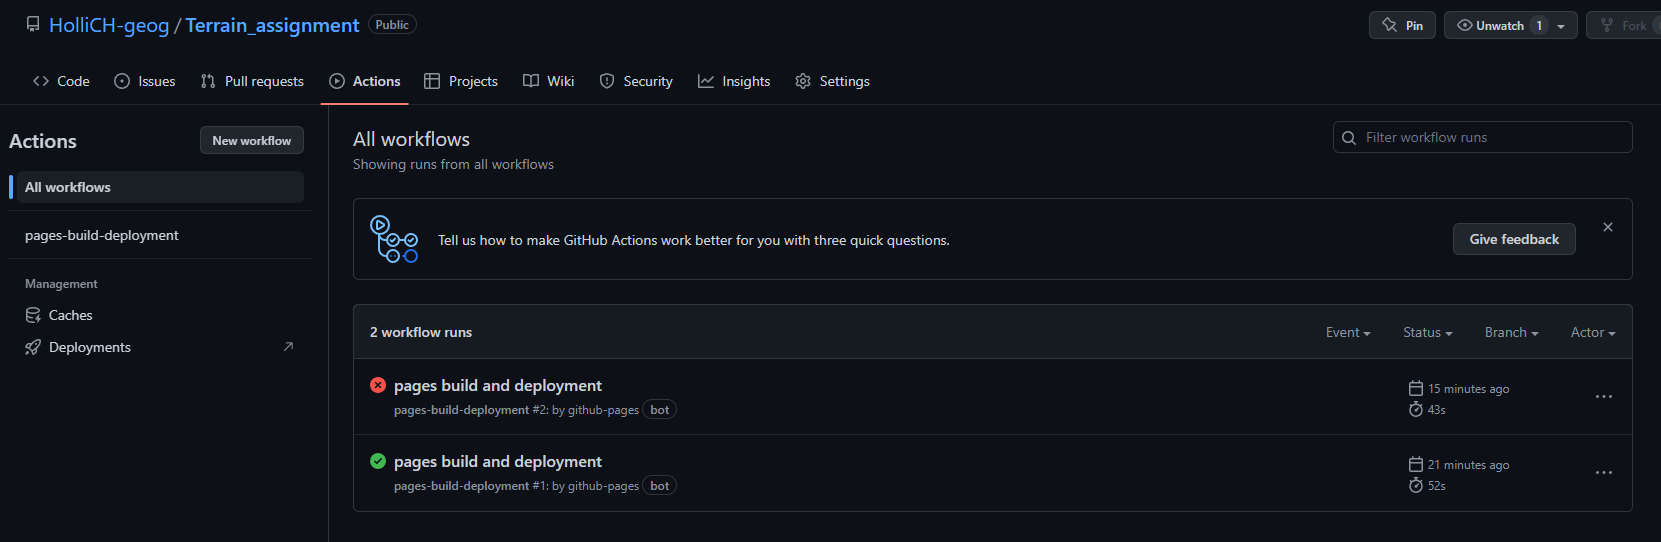 HolliCH-geog / Terrain_assignment Public
Pin Unwatch 1 Fork
Code Issues Pull requests Actions Projects Wiki Security Insights Settings
Actions
New workflow
All workflows
pages-build-deployment
Management
Caches
Deployments
All workflows
Showing runs from all workflows
Filter workflow runs
Tell us how to make GitHub Actions work better for you with three quick questions.
Give feedback
2 workflow runs
Event Status Branch Actor
pages build and deployment
pages-build-deployment #2: by github-pages bot
15 minutes ago
43s
pages build and deployment
pages-build-deployment #1: by github-pages bot
21 minutes ago
52s